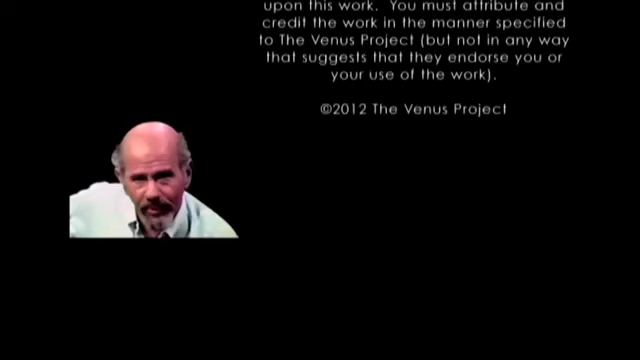 upon this work. You must attribute and
credit the work in the manner specified
to The Venus Project (but not in any way
that suggests that they endorse you or
your use of the work).
©2012 The Venus Project